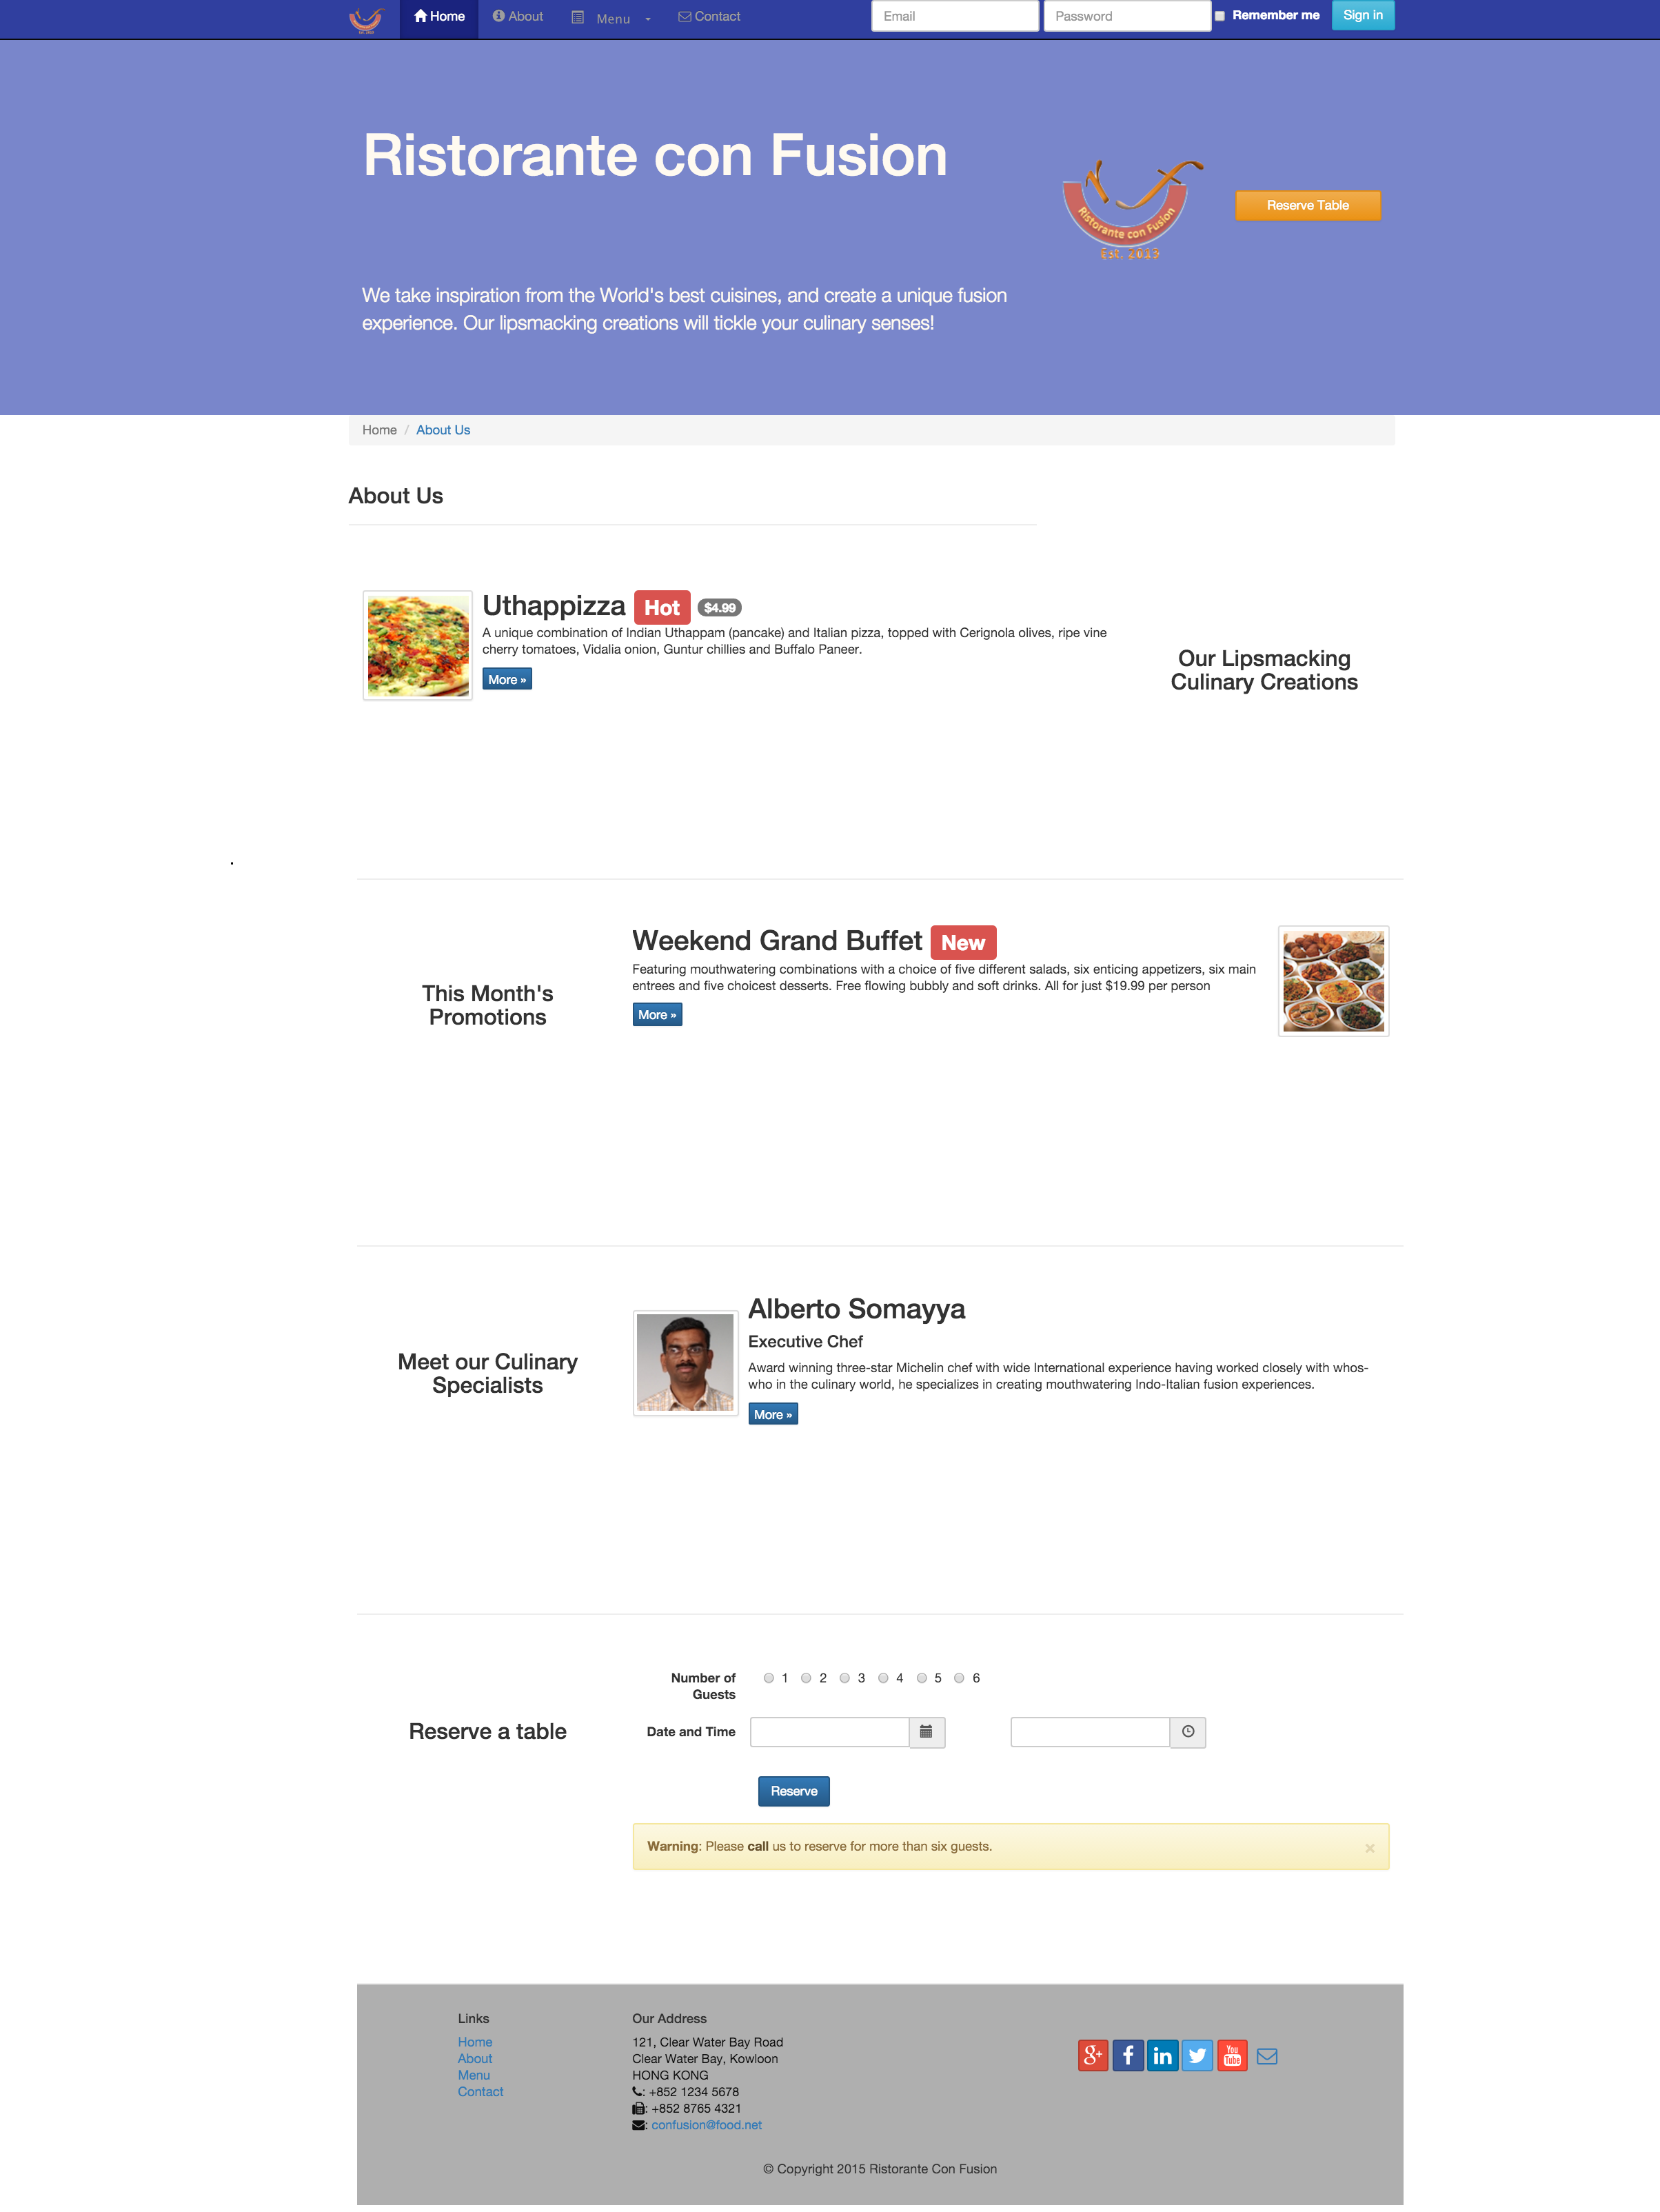 Home
About
Menu
Contact
Email
Password
Remember me
Sign in
Ristorante con Fusion
Ristorante con Fusion
Est. 2019
Reserve Table
We take inspiration from the World's best cuisines, and create a unique fusion
experience. Our lipsmacking creations will tickle your culinary senses!
Home / About Us
About Us
Uthappizza Hot $4.99
A unique combination of Indian Uthappam (pancake) and Italian pizza, topped with Cerignola olives, ripe vine
cherry tomatoes, Vidalia onion, Guntur chillies and Buffalo Paneer.
More »
Our Lipsmacking
Culinary Creations
This Month's
Promotions
Weekend Grand Buffet New
Featuring mouthwatering combinations with a choice of five different salads, six enticing appetizers, six main
entrees and five choicest desserts. Free flowing bubbly and soft drinks. All for just $19.99 per person
More »
Meet our Culinary
Specialists
Alberto Somayya
Executive Chef
Award winning three-star Michelin chef with wide International experience having worked closely with whos-
who in the culinary world, he specializes in creating mouthwatering Indo-Italian fusion experiences.
More »
Reserve a table
Number of
Guests
1 2 3 4 5 6
Date and Time
Reserve
Warning: Please call us to reserve for more than six guests. ×
Links
Home
About
Menu
Contact
Our Address
121, Clear Water Bay Road
Clear Water Bay, Kowloon
HONG KONG
: +852 1234 5678
: +852 8765 4321
: confusion@food.net
g+
f
in
You
Tube
© Copyright 2015 Ristorante Con Fusion